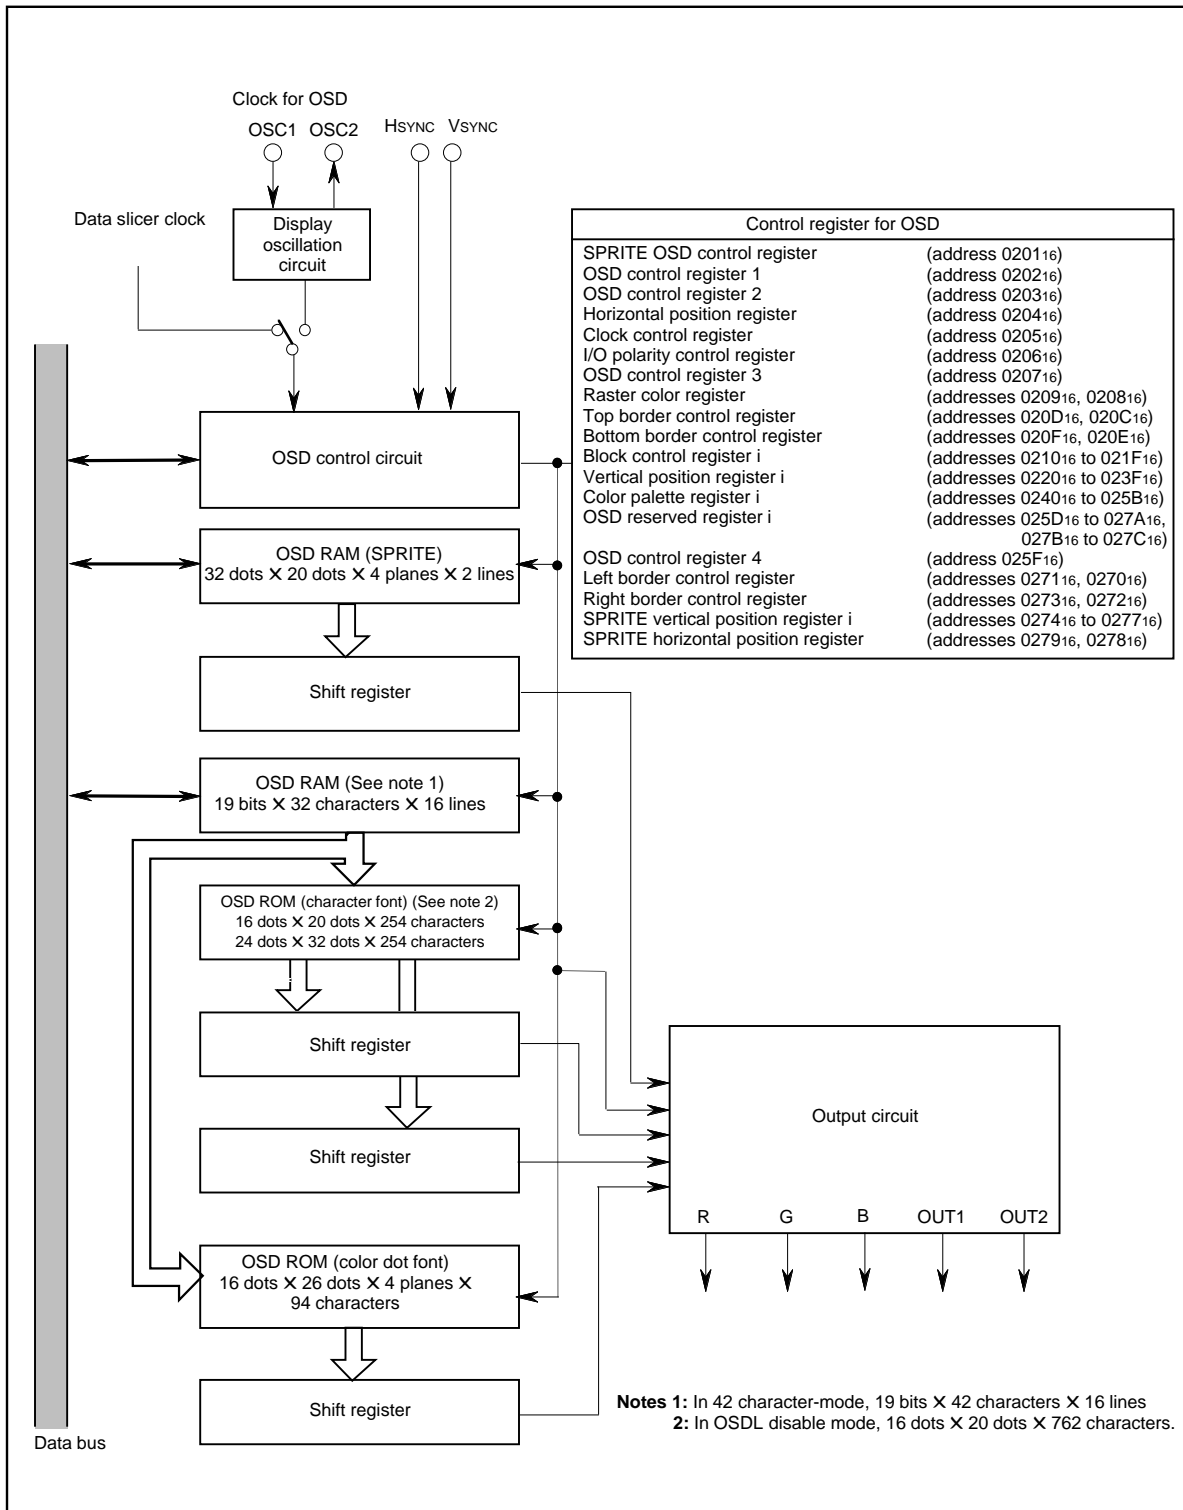 Clock for OSD
OSC1 OSC2 HSYNC VSYNC
Data slicer clock
Display
oscillation
circuit
Control register for OSD
SPRITE OSD control register (address 0201₁₆)
OSD control register 1 (address 0202₁₆)
OSD control register 2 (address 0203₁₆)
Horizontal position register (address 0204₁₆)
Clock control register (address 0205₁₆)
I/O polarity control register (address 0206₁₆)
OSD control register 3 (address 0207₁₆)
Raster color register (addresses 0209₁₆, 0208₁₆)
Top border control register (addresses 020D₁₆, 020C₁₆)
Bottom border control register (addresses 020F₁₆, 020E₁₆)
Block control register i (addresses 0210₁₆ to 021F₁₆)
Vertical position register i (addresses 0220₁₆ to 023F₁₆)
Color palette register i (addresses 0240₁₆ to 025B₁₆)
OSD reserved register i (addresses 025D₁₆ to 027A₁₆,
027B₁₆ to 027C₁₆)
OSD control register 4 (address 025F₁₆)
Left border control register (addresses 0271₁₆, 0270₁₆)
Right border control register (addresses 0273₁₆, 0272₁₆)
SPRITE vertical position register i (addresses 0274₁₆ to 0277₁₆)
SPRITE horizontal position register (addresses 0279₁₆, 0278₁₆)
OSD control circuit
OSD RAM (SPRITE)
32 dots × 20 dots × 4 planes × 2 lines
Shift register
OSD RAM (See note 1)
19 bits × 32 characters × 16 lines
OSD ROM (character font) (See note 2)
16 dots × 20 dots × 254 characters
24 dots × 32 dots × 254 characters
Shift register
Shift register
Output circuit
R G B OUT1 OUT2
OSD ROM (color dot font)
16 dots × 26 dots × 4 planes ×
94 characters
Shift register
Data bus
Notes 1: In 42 character-mode, 19 bits × 42 characters × 16 lines
2: In OSDL disable mode, 16 dots × 20 dots × 762 characters.